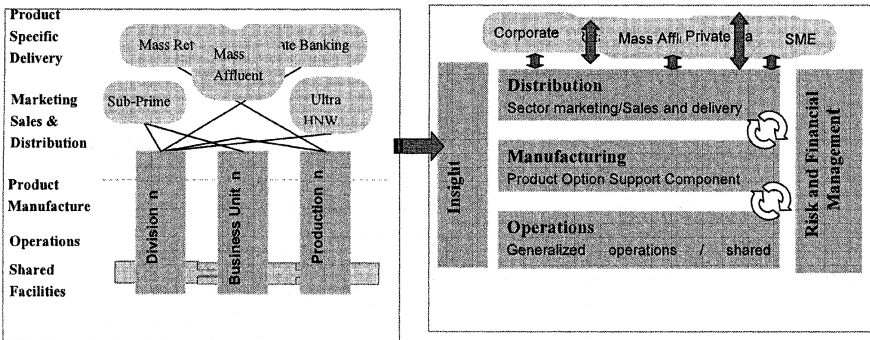 Product
Specific
Delivery
Marketing
Sales &
Distribution
Product
Manufacture
Operations
Shared
Facilities
Mass Ret
Mass
Affluent
ate Banking
Sub-Prime
Ultra
HNW
Division n
Business Unit n
Production n
Corporate
Mass Affl
Private
a
SME
Insight
Distribution
Sector marketing/Sales and delivery
Manufacturing
Product Option Support Component
Operations
Generalized operations / shared
Risk and Financial
Management